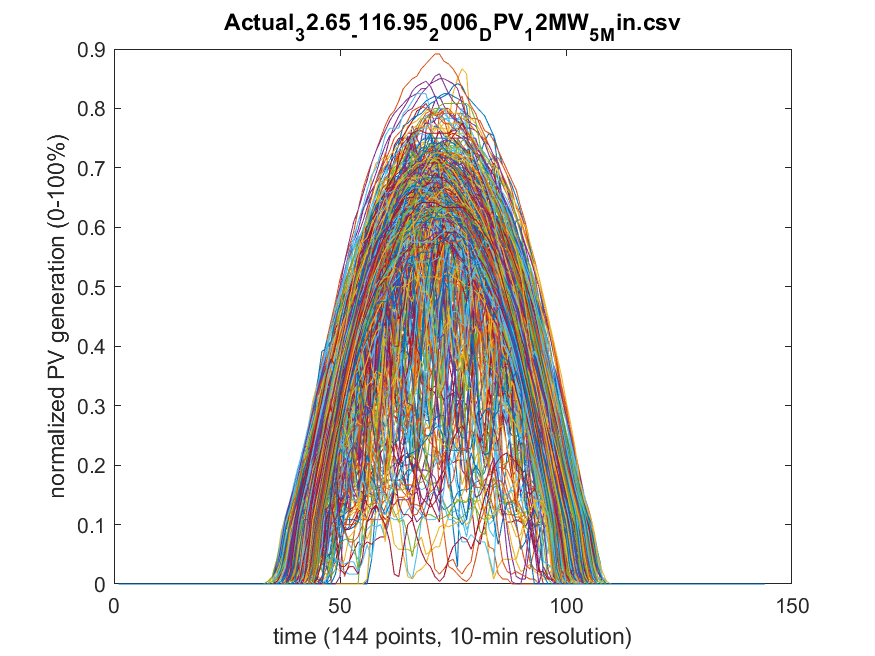 Actual_32.65_-116.95_2006_DPV_12MW_5Min.csv
0.9
0.8
0.7
0.6
0.5
0.4
0.3
0.2
0.1
0
normalized PV generation (0-100%)
0 50 100 150
time (144 points, 10-min resolution)